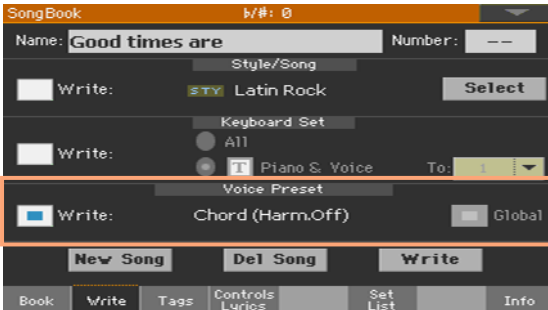 SongBook ♭/#: 0
Name: Good times are Number: --
Style/Song
Write: STY Latin Rock Select
Keyboard Set
All
Write: T Piano & Voice To: 1
Voice Preset
Write: Chord (Harm.Off) Global
New Song Del Song Write
Book Write Tags Controls Lyrics Set List Info